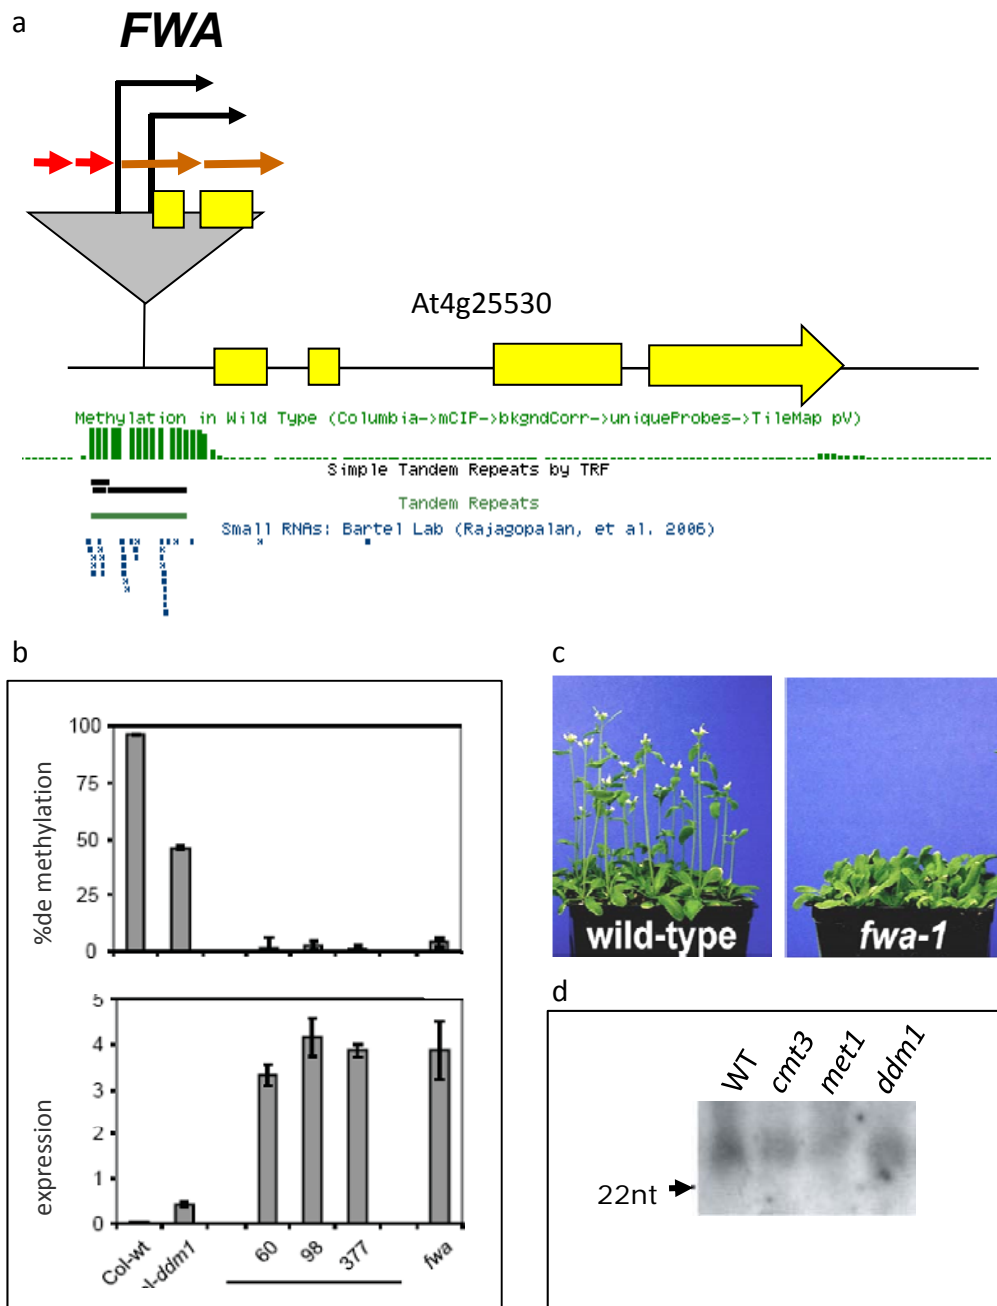 a
FWA
At4g25530
Methylation in Wild Type (Columbia->mCIP->bkgndCorr->uniqueProbes->TileMap pV)
Simple Tandem Repeats by TRF
Tandem Repeats
Small RNAs: Bartel Lab (Rajagopalan, et al. 2006)
b
%de methylation
100
75
50
25
0
expression
5
4
3
2
1
0
Col-wt
ol-ddm1
60
98
377
fwa
c
wild-type
fwa-1
d
WT
cmt3
met1
ddm1
22nt